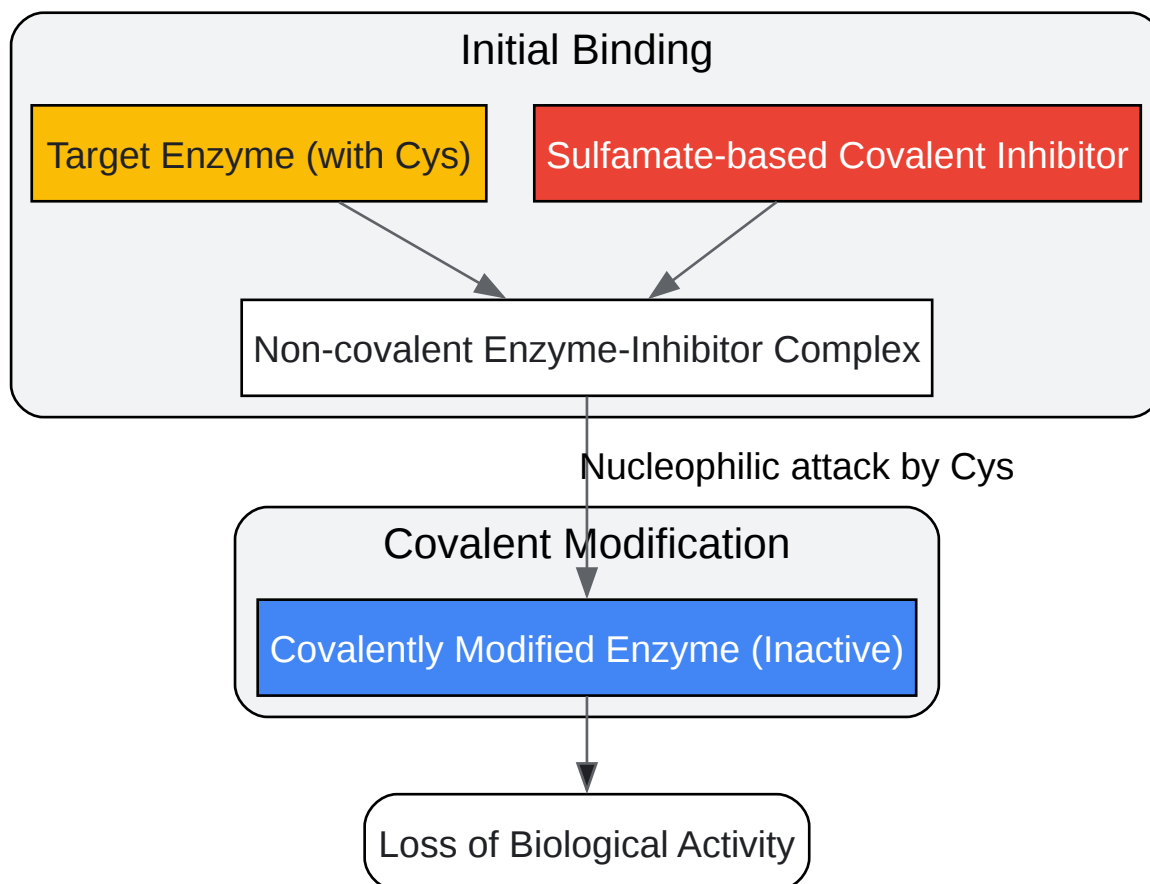 Initial Binding
Target Enzyme (with Cys)
Sulfamate-based Covalent Inhibitor
Non-covalent Enzyme-Inhibitor Complex
Nucleophilic attack by Cys
Covalent Modification
Covalently Modified Enzyme (Inactive)
Loss of Biological Activity